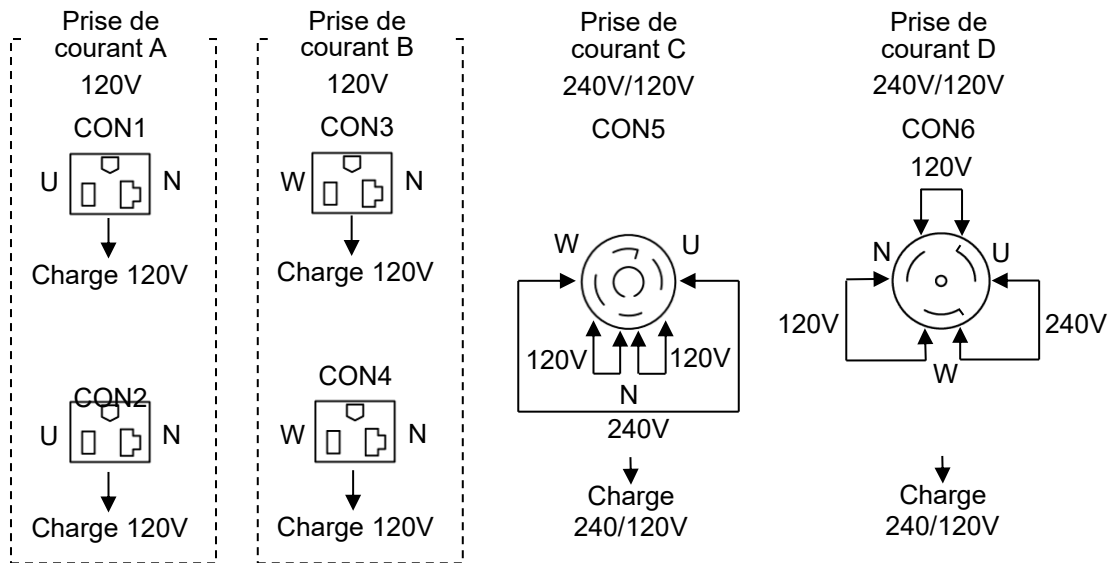 Prise de
courant A
120V
CON1
U
N
Charge 120V
CON2
U
N
Charge 120V
Prise de
courant B
120V
CON3
W
N
Charge 120V
CON4
W
N
Charge 120V
Prise de
courant C
240V/120V
CON5
W
U
120V
120V
N
240V
Charge
240/120V
Prise de
courant D
240V/120V
CON6
120V
N
U
120V
240V
W
Charge
240/120V